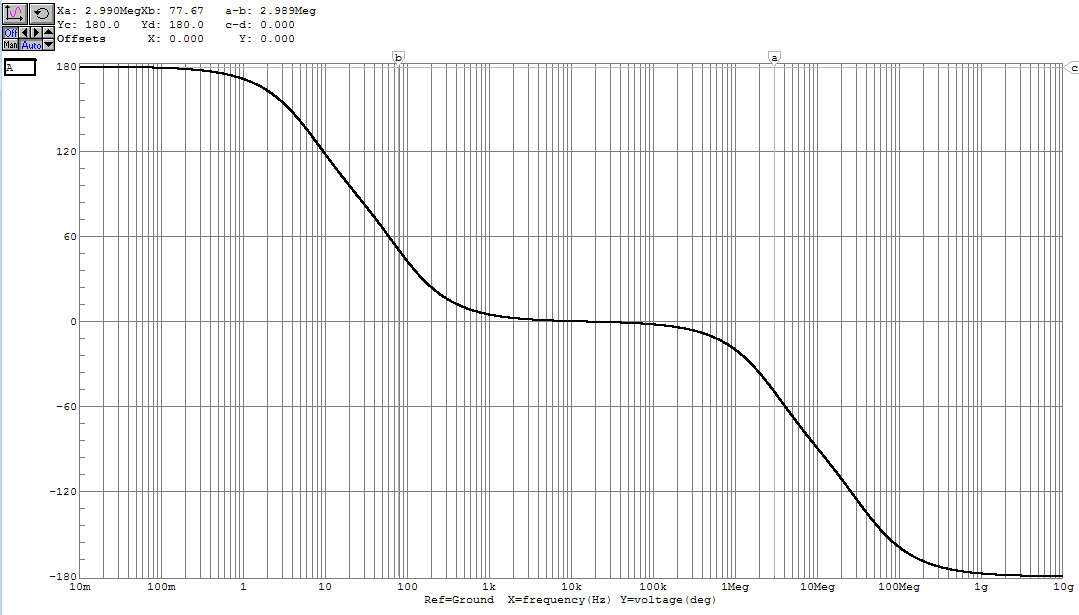 Xa: 2.990MegXb: 77.67 a-b: 2.989Meg
Yc: 180.0 Yd: 180.0 c-d: 0.000
Offsets X: 0.000 Y: 0.000
Off
Man Auto
A
b a
c
180
120
60
0
-60
-120
-180
10m 100m 1 10 100 1k 10k 100k 1Meg 10Meg 100Meg 1g 10g
Ref=Ground X=frequency(Hz) Y=voltage(deg)